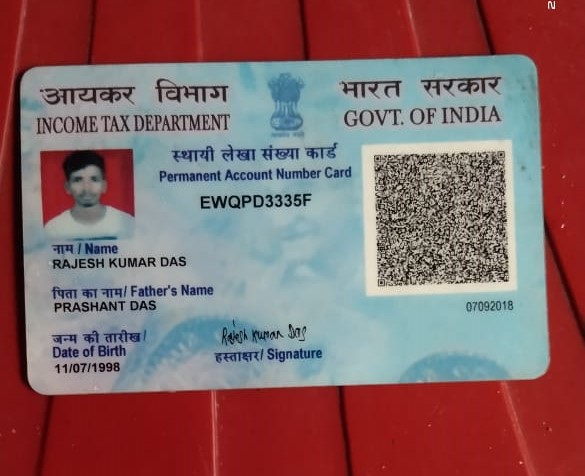 आयकर विभाग
INCOME TAX DEPARTMENT
भारत सरकार
GOVT. OF INDIA
स्थायी लेखा संख्या कार्ड
Permanent Account Number Card
EWQPD3335F
नाम / Name
RAJESH KUMAR DAS
पिता का नाम/ Father's Name
PRASHANT DAS
07092018
जन्म की तारीख/
Date of Birth
11/07/1998
Rajesh Kumar Das
हस्ताक्षर/ Signature